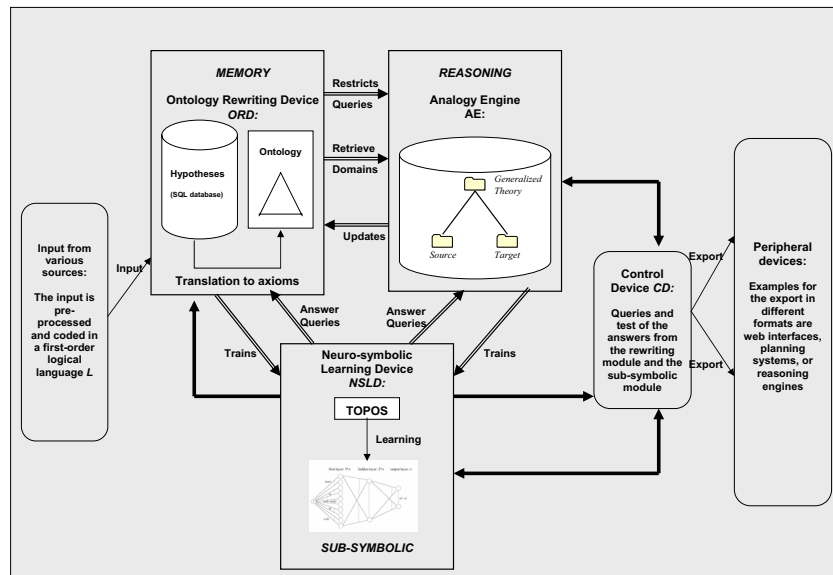 MEMORY
Ontology Rewriting Device
ORD:
Hypotheses
(SQL database)
Ontology
Translation to axioms
Restricts
Queries
Retrieve
Domains
Updates
REASONING
Analogy Engine
AE:
Generalized
Theory
Source
Target
Input from
various
sources:
The input is
pre-
processed
and coded in
a first-order
logical
language L
Input
Trains
Answer
Queries
Answer
Queries
Trains
Neuro-symbolic
Learning Device
NSLD:
TOPOS
Learning
SUB-SYMBOLIC
Control
Device CD:
Queries and
test of the
answers from
the rewriting
module and the
sub-symbolic
module
Export
Export
Peripheral
devices:
Examples for
the export in
different
formats are
web interfaces,
planning
systems, or
reasoning
engines